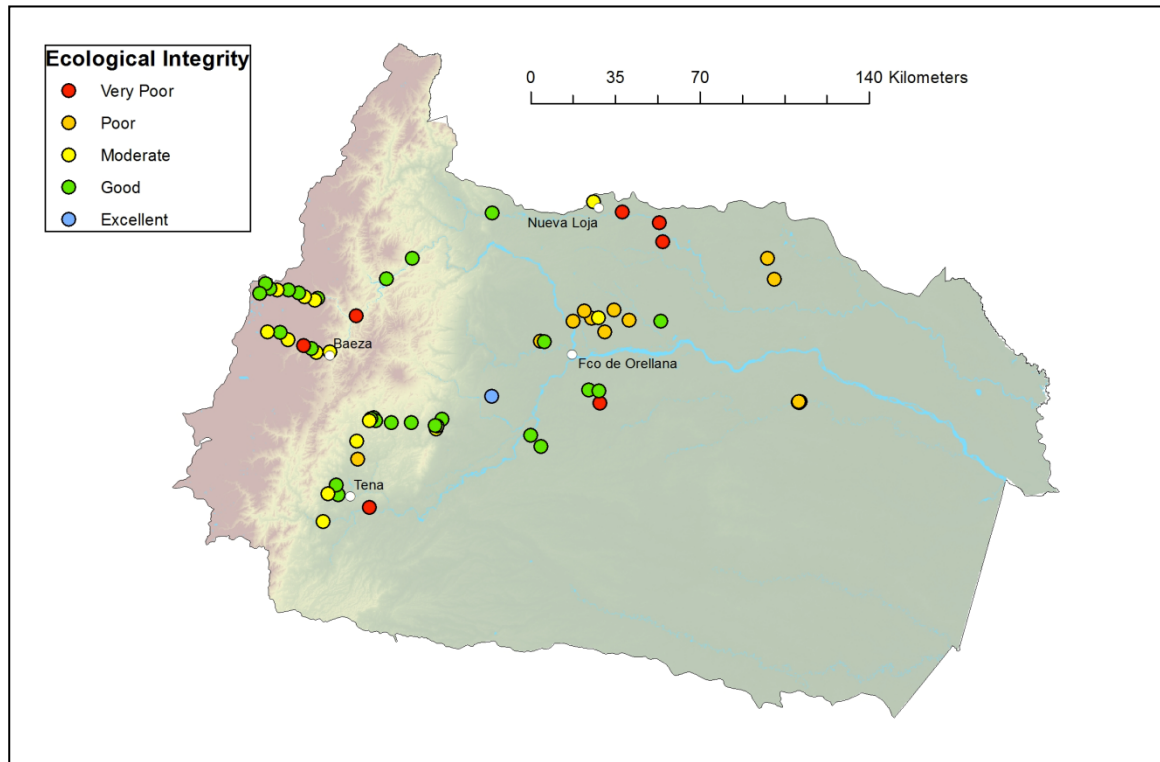 Ecological Integrity
Very Poor
Poor
Moderate
Good
Excellent
0 35 70 140 Kilometers
Nueva Loja
Baeza
Fco de Orellana
Tena